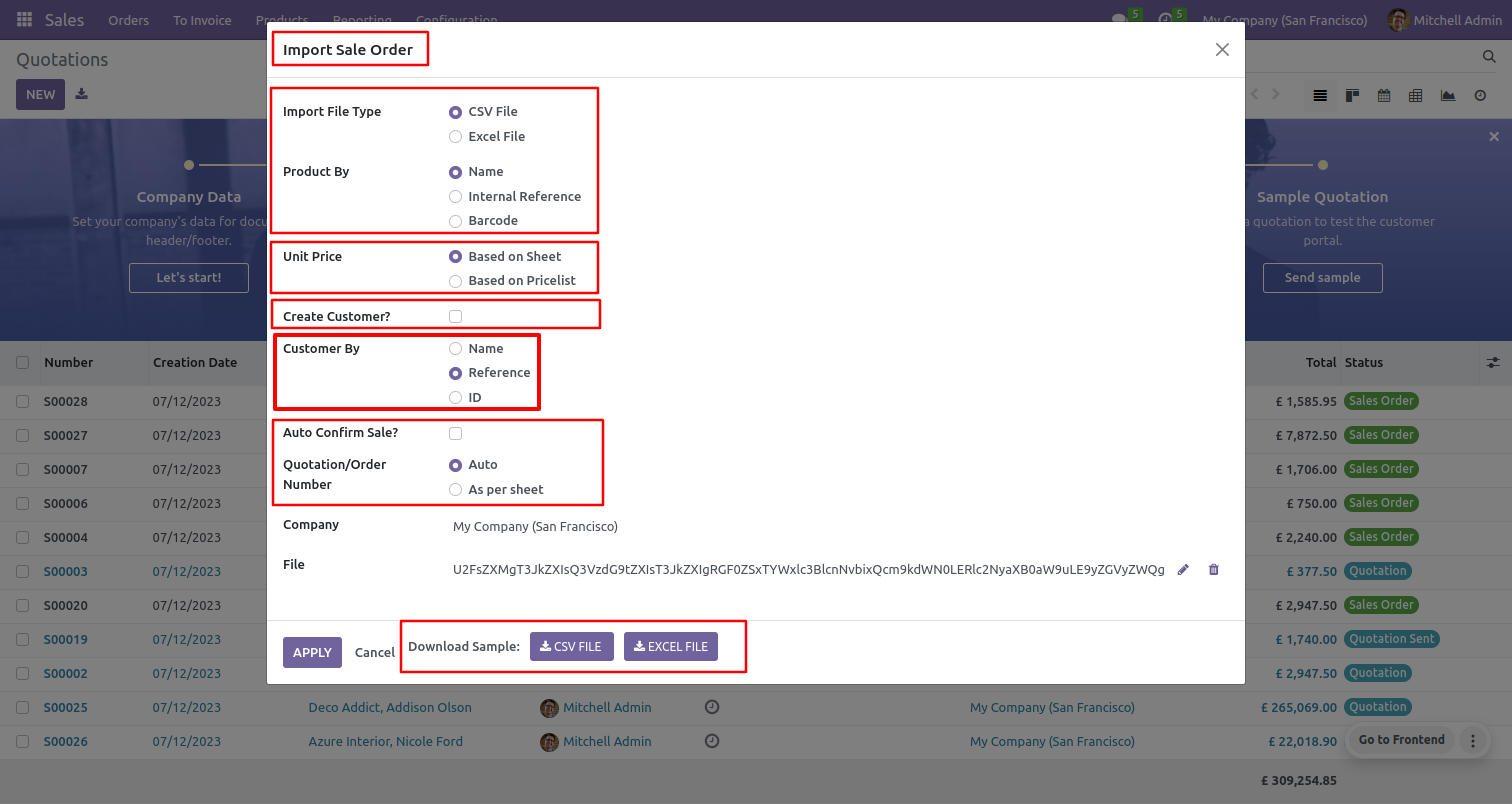 Sales Orders To Invoice Products Reporting Configuration 5 5 My Company (San Francisco) Mitchell Admin
Quotations
NEW
Import Sale Order
Import File Type
CSV File
Excel File
Product By
Name
Internal Reference
Barcode
Unit Price
Based on Sheet
Based on Pricelist
Create Customer?
Customer By
Name
Reference
ID
Auto Confirm Sale?
Quotation/Order
Number
Auto
As per sheet
Company
My Company (San Francisco)
File
U2FsZXMgT3JkZXIsQ3VzdG9tZXIsT3JkZXIgRGF0ZSxTYWxlc3BlcnNvbixQcm9kdWN0LERlc2NyaXB0aW9uLE9yZGVyZWQg
APPLY
Cancel
Download Sample:
CSV FILE
EXCEL FILE
Company Data
Set your company's data for docu
header/footer.
Let's start!
Sample Quotation
a quotation to test the customer
portal.
Send sample
Number Creation Date Total Status
S00028 07/12/2023 £ 1,585.95 Sales Order
S00027 07/12/2023 £ 7,872.50 Sales Order
S00007 07/12/2023 £ 1,706.00 Sales Order
S00006 07/12/2023 £ 750.00 Sales Order
S00004 07/12/2023 £ 2,240.00 Sales Order
S00003 07/12/2023 £ 377.50 Quotation
S00020 07/12/2023 £ 2,947.50 Sales Order
S00019 07/12/2023 £ 1,740.00 Quotation Sent
S00002 07/12/2023 £ 2,947.50 Quotation
S00025 07/12/2023 Deco Addict, Addison Olson Mitchell Admin My Company (San Francisco) £ 265,069.00 Quotation
S00026 07/12/2023 Azure Interior, Nicole Ford Mitchell Admin My Company (San Francisco) £ 22,018.90
Go to Frontend
£ 309,254.85